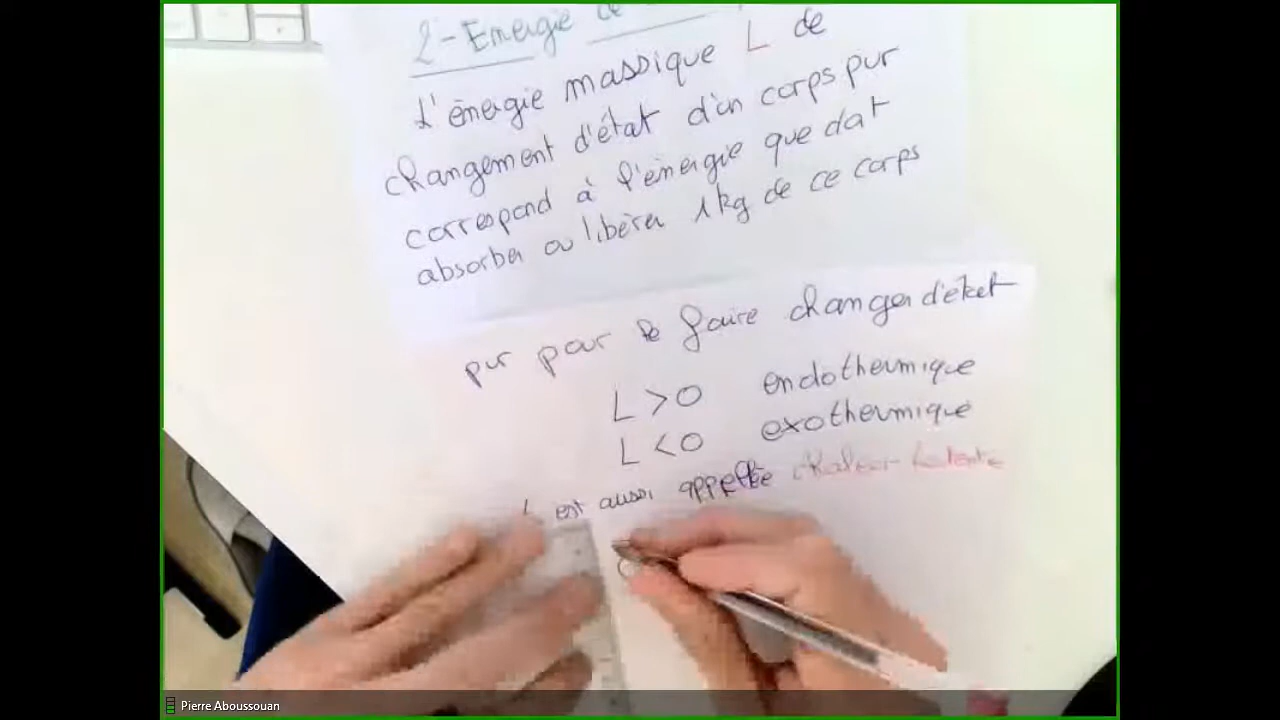 2- Energie de
L'énergie massique L de
changement d'état d'un corps pur
correspond à l'énergie que doit
absorber ou libérer 1kg de ce corps
pur pour le faire changer d'état
L > 0 endothermique
L < 0 exothermique
L est aussi appelée chaleur latente
Pierre Aboussouan